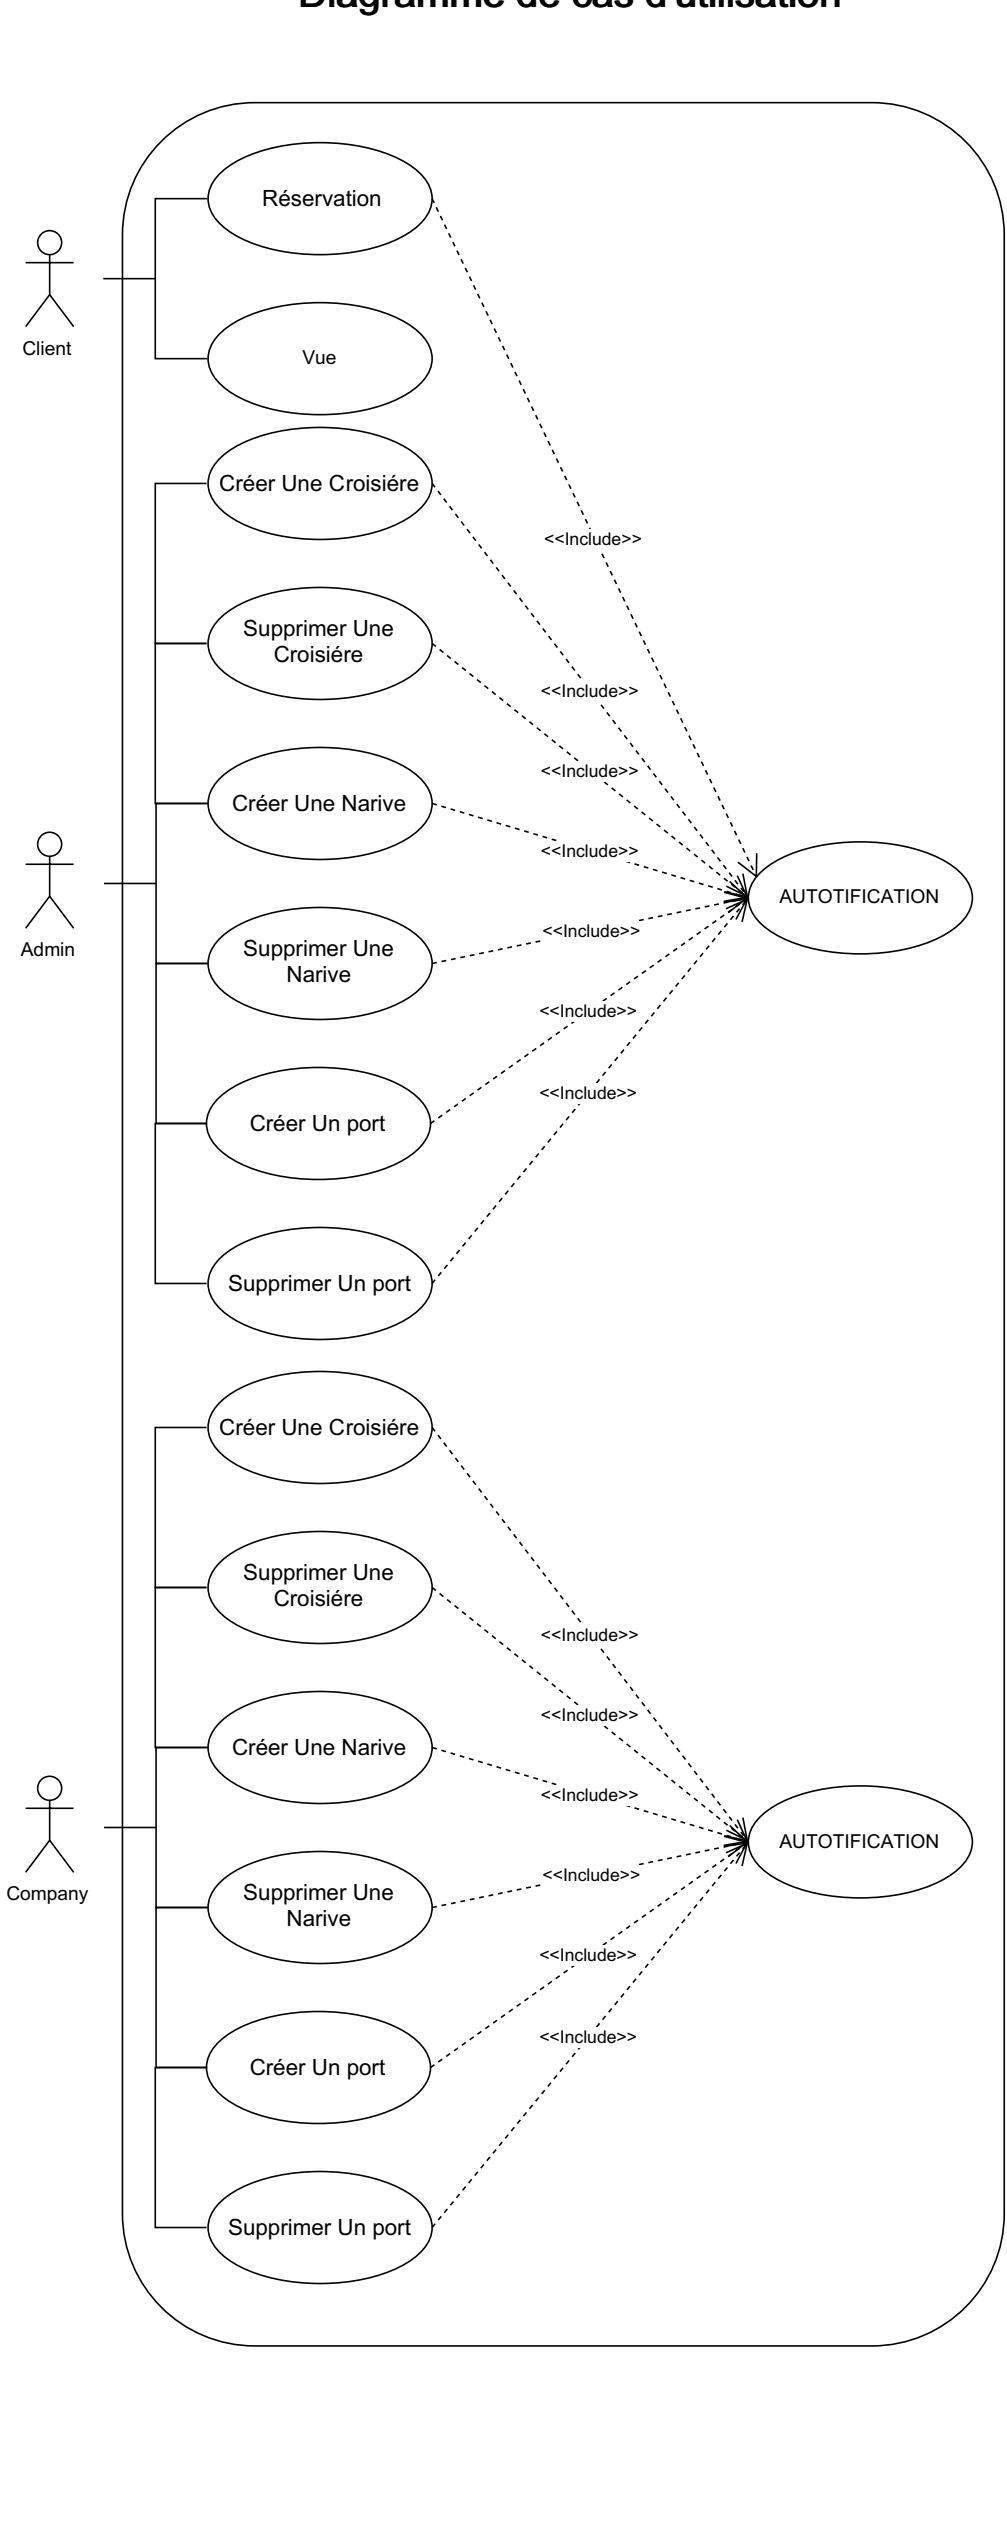 Diagramme de cas d'utilisation
Réservation
Client
Vue
Créer Une Croisiére
<<Include>>
Supprimer Une
Croisiére
<<Include>>
<<Include>>
Créer Une Narive
<<Include>>
AUTOTIFICATION
Admin
Supprimer Une
Narive
<<Include>>
<<Include>>
Créer Un port
<<Include>>
Supprimer Un port
Créer Une Croisiére
Supprimer Une
Croisiére
<<Include>>
<<Include>>
Créer Une Narive
<<Include>>
AUTOTIFICATION
Company
Supprimer Une
Narive
<<Include>>
<<Include>>
Créer Un port
<<Include>>
Supprimer Un port